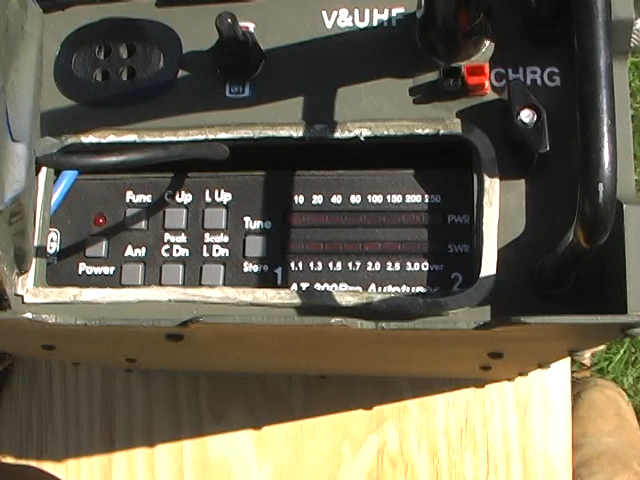 V&UHF
CHRG
Func C Up L Up
10 20 40 60 100 150 200 250
Tune
PWR
Ant Peak C Dn Scale L Dn
SWR
Power
Store
1.1 1.3 1.5 1.7 2.0 2.5 3.0 Over
1 2
Autotuner